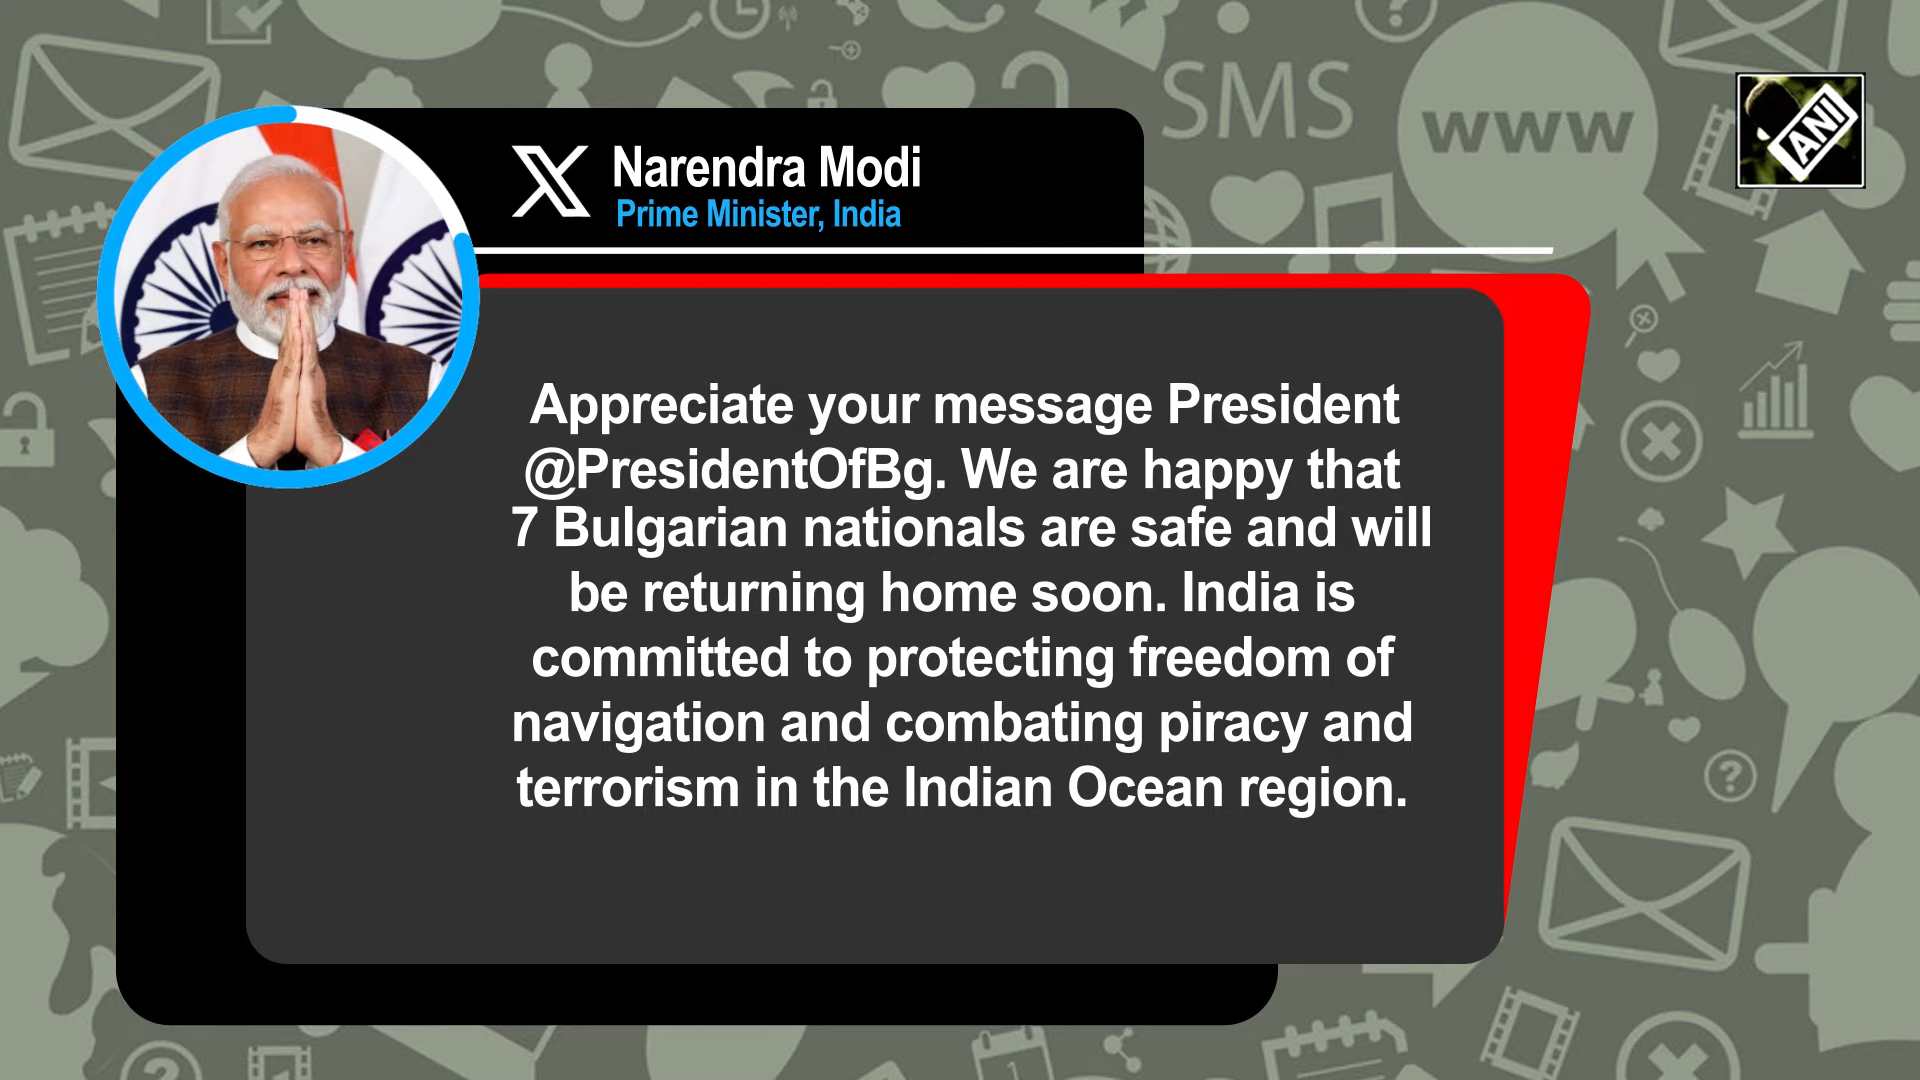 SMS
www
ANI
Narendra Modi
Prime Minister, India
Appreciate your message President
@PresidentOfBg. We are happy that
7 Bulgarian nationals are safe and will
be returning home soon. India is
committed to protecting freedom of
navigation and combating piracy and
terrorism in the Indian Ocean region.
1